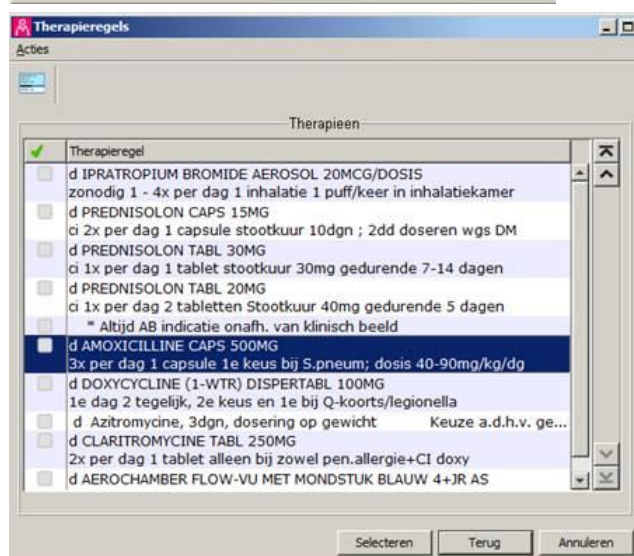 Therapieregels
Acties
Therapieen
Therapieregel
d IPRATROPIUM BROMIDE AEROSOL 20MCG/DOSIS
zonodig 1 - 4x per dag 1 inhalatie 1 puff/keer in inhalatiekamer
d PREDNISOLON CAPS 15MG
ci 2x per dag 1 capsule stootkuur 10dgn ; 2dd doseren wgs DM
d PREDNISOLON TABL 30MG
ci 1x per dag 1 tablet stootkuur 30mg gedurende 7-14 dagen
d PREDNISOLON TABL 20MG
ci 1x per dag 2 tabletten Stootkuur 40mg gedurende 5 dagen
* Altijd AB indicatie onafh. van klinisch beeld
d AMOXICILLINE CAPS 500MG
3x per dag 1 capsule 1e keus bij S.pneum; dosis 40-90mg/kg/dg
d DOXYCYCLINE (1-WTR) DISPERTABL 100MG
1e dag 2 tegelijk, 2e keus en 1e bij Q-koorts/legionella
d Azitromycine, 3dgn, dosering op gewicht Keuze a.d.h.v. ge...
d CLARITROMYCINE TABL 250MG
2x per dag 1 tablet alleen bij zowel pen.allergie+CI doxy
d AEROCHAMBER FLOW-VU MET MONDSTUK BLAUW 4+JR AS
Selecteren Terug Annuleren